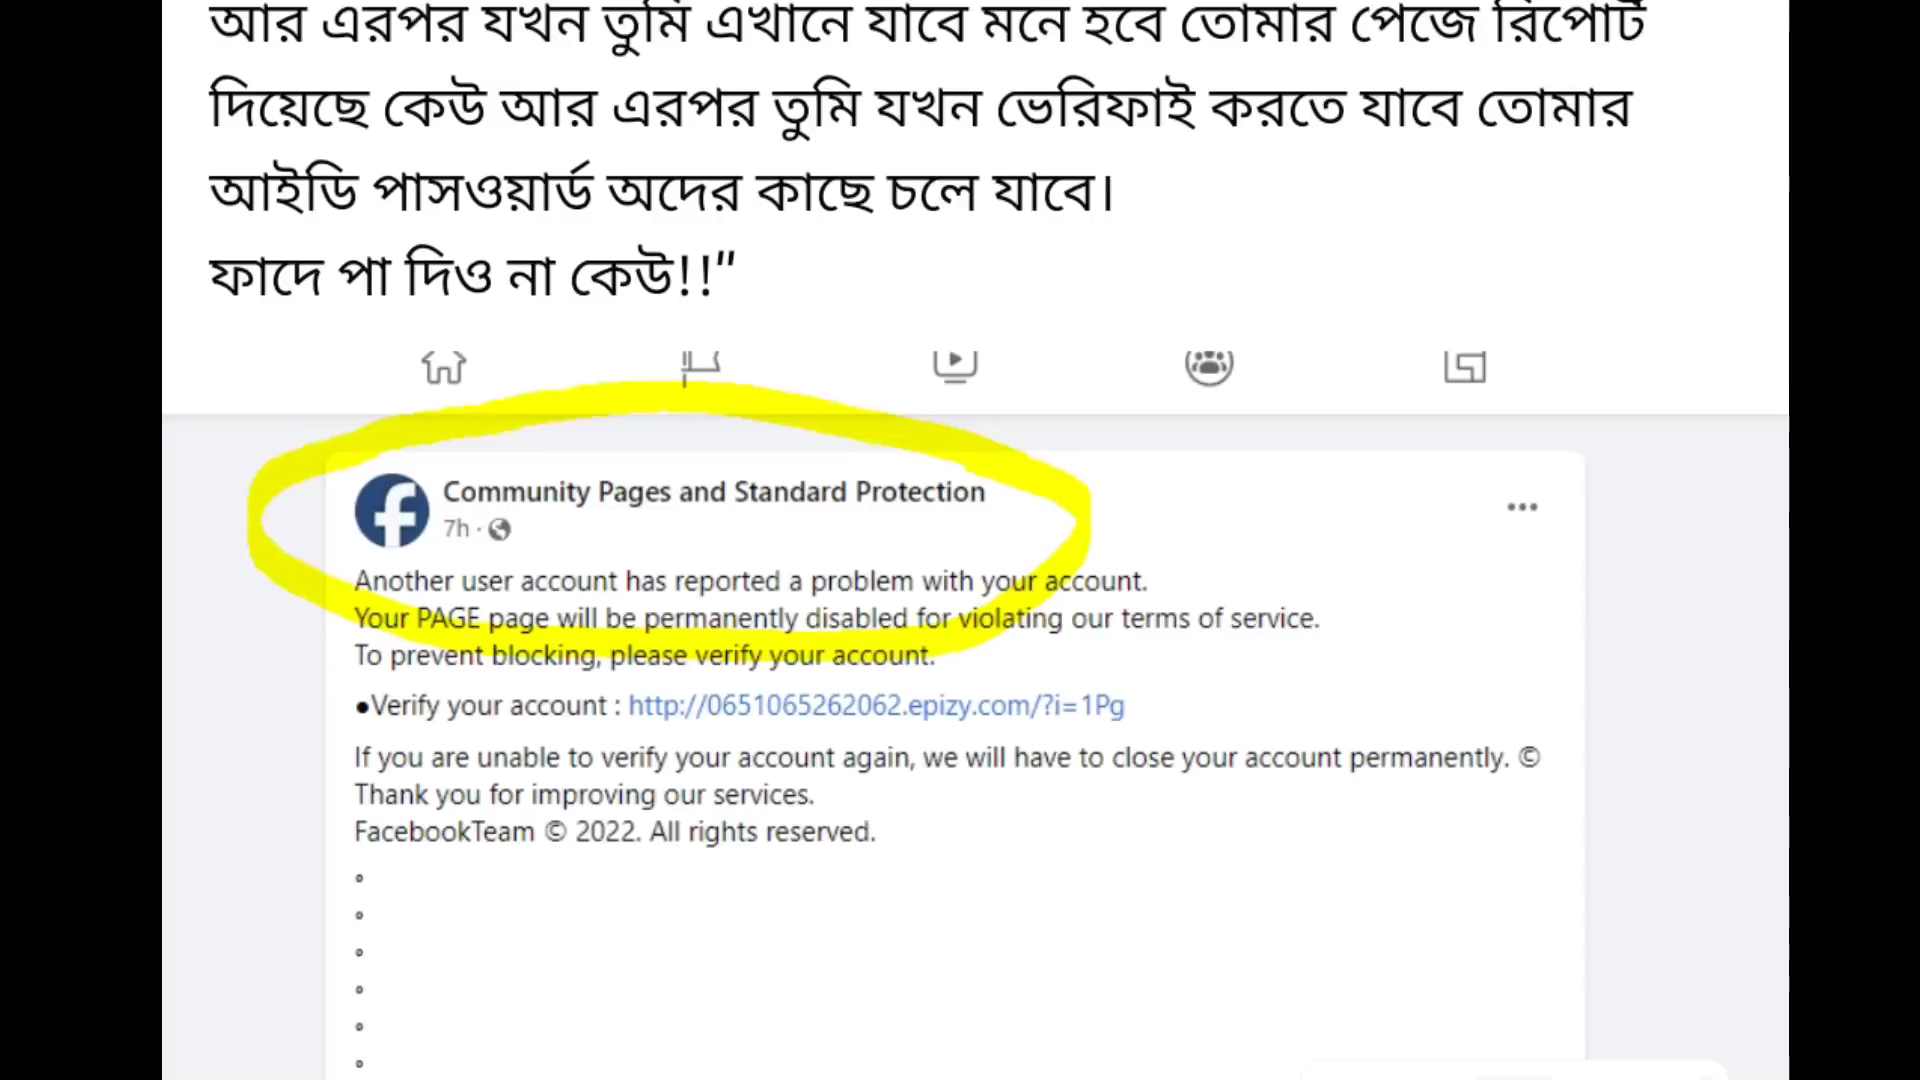 আর এরপর যখন তুমি এখানে যাবে মনে হবে তোমার পেজে রিপোর্ট
দিয়েছে কেউ আর এরপর তুমি যখন ভেরিফাই করতে যাবে তোমার
আইডি পাসওয়ার্ড অদের কাছে চলে যাবে।
ফাদে পা দিও না কেউ!!"
Community Pages and Standard Protection
7h ·
Another user account has reported a problem with your account.
Your PAGE page will be permanently disabled for violating our terms of service.
To prevent blocking, please verify your account.
●Verify your account : http://0651065262062.epizy.com/?i=1Pg
If you are unable to verify your account again, we will have to close your account permanently. ©
Thank you for improving our services.
FacebookTeam © 2022. All rights reserved.